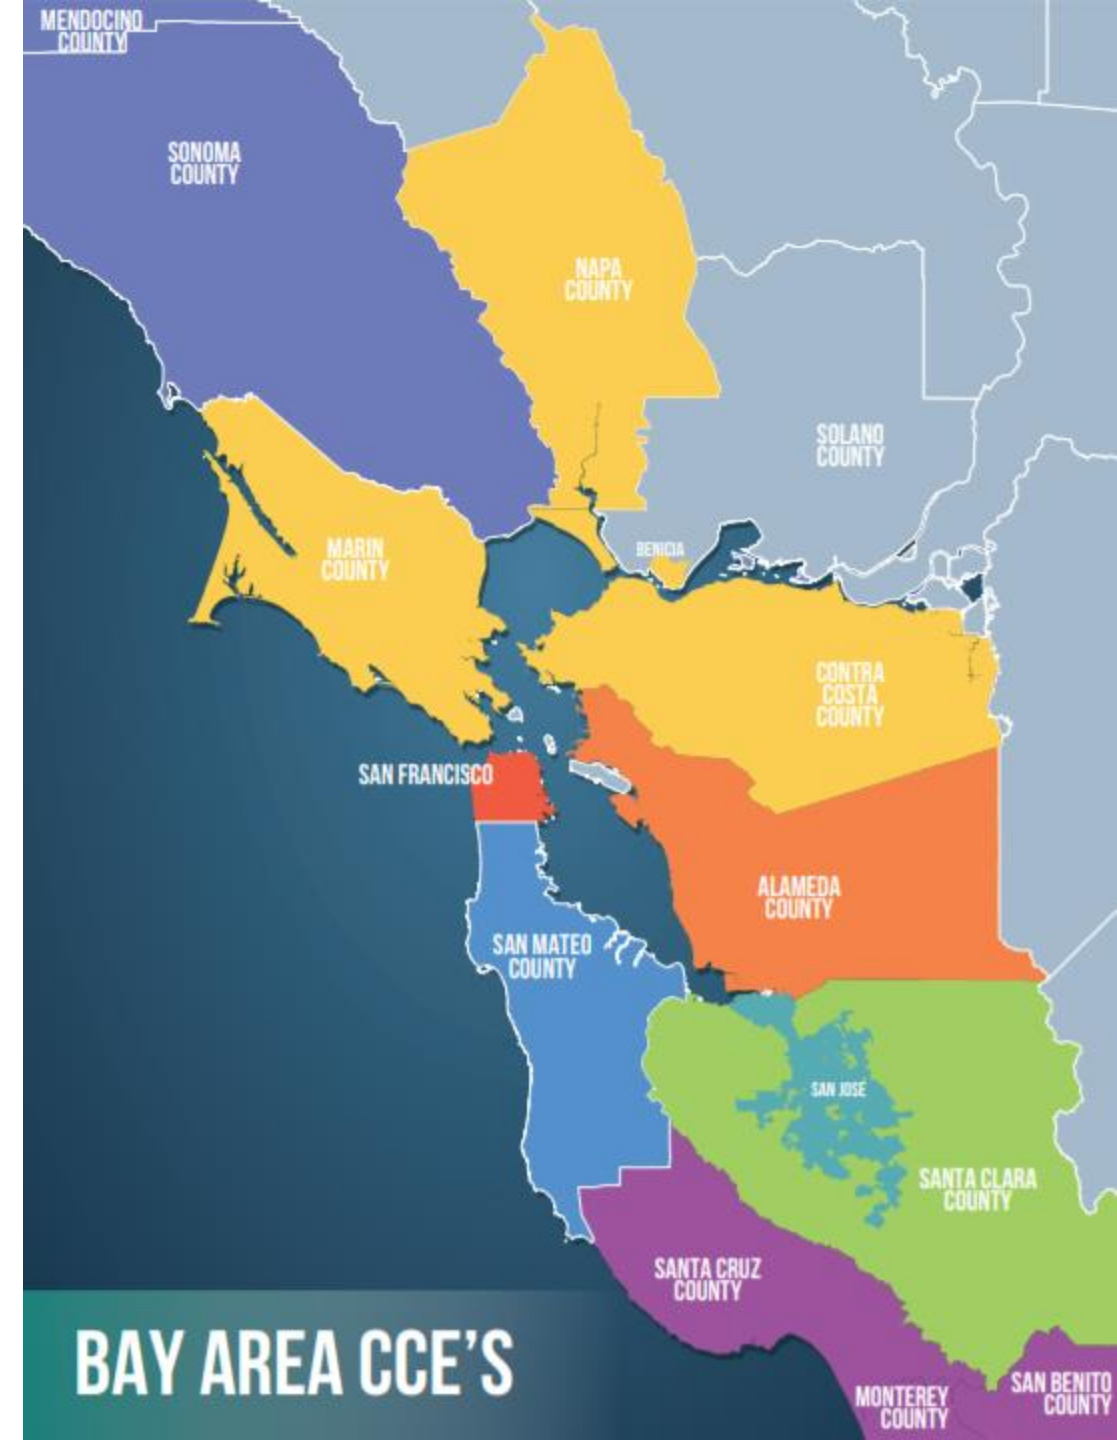 MENDOCINO
COUNTY
SONOMA
COUNTY
NAPA
COUNTY
SOLANO
COUNTY
BENICIA
MARIN
COUNTY
CONTRA
COSTA
COUNTY
SAN FRANCISCO
ALAMEDA
COUNTY
SAN MATEO
COUNTY
SAN JOSÉ
SANTA CLARA
COUNTY
SANTA CRUZ
COUNTY
BAY AREA CCE'S
MONTEREY
COUNTY
SAN BENITO
COUNTY